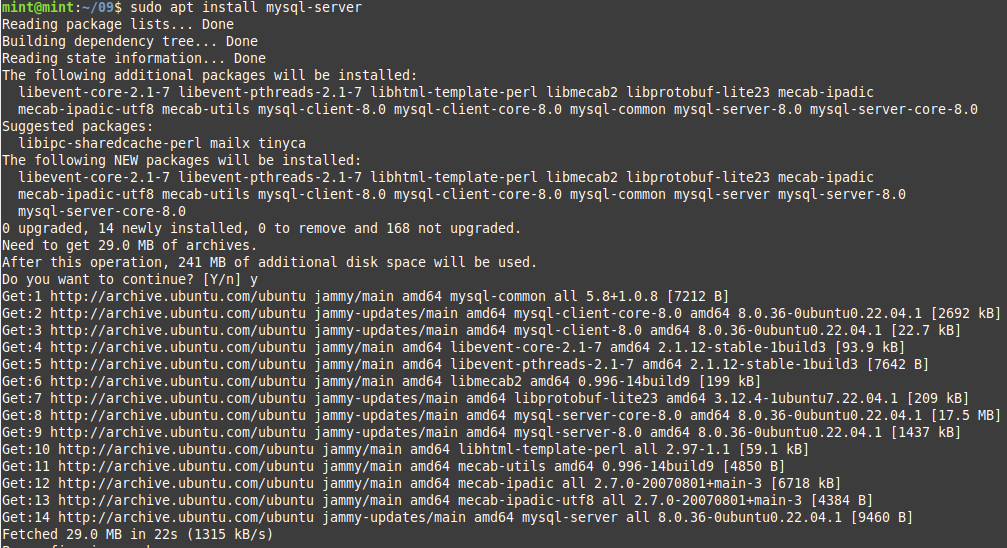 mint@mint:~/09$ sudo apt install mysql-server
Reading package lists... Done
Building dependency tree... Done
Reading state information... Done
The following additional packages will be installed:
  libevent-core-2.1-7 libevent-pthreads-2.1-7 libhtml-template-perl libmecab2 libprotobuf-lite23 mecab-ipadic
  mecab-ipadic-utf8 mecab-utils mysql-client-8.0 mysql-client-core-8.0 mysql-common mysql-server-8.0 mysql-server-core-8.0
Suggested packages:
  libipc-sharedcache-perl mailx tinyca
The following NEW packages will be installed:
  libevent-core-2.1-7 libevent-pthreads-2.1-7 libhtml-template-perl libmecab2 libprotobuf-lite23 mecab-ipadic
  mecab-ipadic-utf8 mecab-utils mysql-client-8.0 mysql-client-core-8.0 mysql-common mysql-server mysql-server-8.0
  mysql-server-core-8.0
0 upgraded, 14 newly installed, 0 to remove and 168 not upgraded.
Need to get 29.0 MB of archives.
After this operation, 241 MB of additional disk space will be used.
Do you want to continue? [Y/n] y
Get:1 http://archive.ubuntu.com/ubuntu jammy/main amd64 mysql-common all 5.8+1.0.8 [7212 B]
Get:2 http://archive.ubuntu.com/ubuntu jammy-updates/main amd64 mysql-client-core-8.0 amd64 8.0.36-0ubuntu0.22.04.1 [2692 kB]
Get:3 http://archive.ubuntu.com/ubuntu jammy-updates/main amd64 mysql-client-8.0 amd64 8.0.36-0ubuntu0.22.04.1 [22.7 kB]
Get:4 http://archive.ubuntu.com/ubuntu jammy/main amd64 libevent-core-2.1-7 amd64 2.1.12-stable-1build3 [93.9 kB]
Get:5 http://archive.ubuntu.com/ubuntu jammy/main amd64 libevent-pthreads-2.1-7 amd64 2.1.12-stable-1build3 [7642 B]
Get:6 http://archive.ubuntu.com/ubuntu jammy/main amd64 libmecab2 amd64 0.996-14build9 [199 kB]
Get:7 http://archive.ubuntu.com/ubuntu jammy-updates/main amd64 libprotobuf-lite23 amd64 3.12.4-1ubuntu7.22.04.1 [209 kB]
Get:8 http://archive.ubuntu.com/ubuntu jammy-updates/main amd64 mysql-server-core-8.0 amd64 8.0.36-0ubuntu0.22.04.1 [17.5 MB]
Get:9 http://archive.ubuntu.com/ubuntu jammy-updates/main amd64 mysql-server-8.0 amd64 8.0.36-0ubuntu0.22.04.1 [1437 kB]
Get:10 http://archive.ubuntu.com/ubuntu jammy/main amd64 libhtml-template-perl all 2.97-1.1 [59.1 kB]
Get:11 http://archive.ubuntu.com/ubuntu jammy/main amd64 mecab-utils amd64 0.996-14build9 [4850 B]
Get:12 http://archive.ubuntu.com/ubuntu jammy/main amd64 mecab-ipadic all 2.7.0-20070801+main-3 [6718 kB]
Get:13 http://archive.ubuntu.com/ubuntu jammy/main amd64 mecab-ipadic-utf8 all 2.7.0-20070801+main-3 [4384 B]
Get:14 http://archive.ubuntu.com/ubuntu jammy-updates/main amd64 mysql-server all 8.0.36-0ubuntu0.22.04.1 [9460 B]
Fetched 29.0 MB in 22s (1315 kB/s)